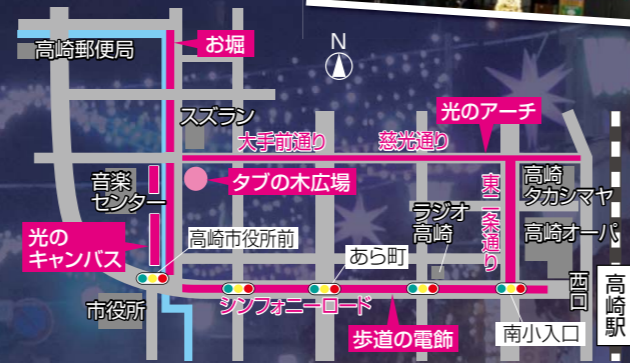 高崎郵便局
お堀
N
スズラン
光のアーチ
大手前通り
慈光通り
音楽
センター
タブの木広場
東二条通り
高崎
タカシマヤ
ラジオ
高崎
高崎オーパ
光の
キャンバス
高崎市役所前
あら町
西口
高崎駅
市役所
シンフォニーロード
歩道の電飾
南小入口